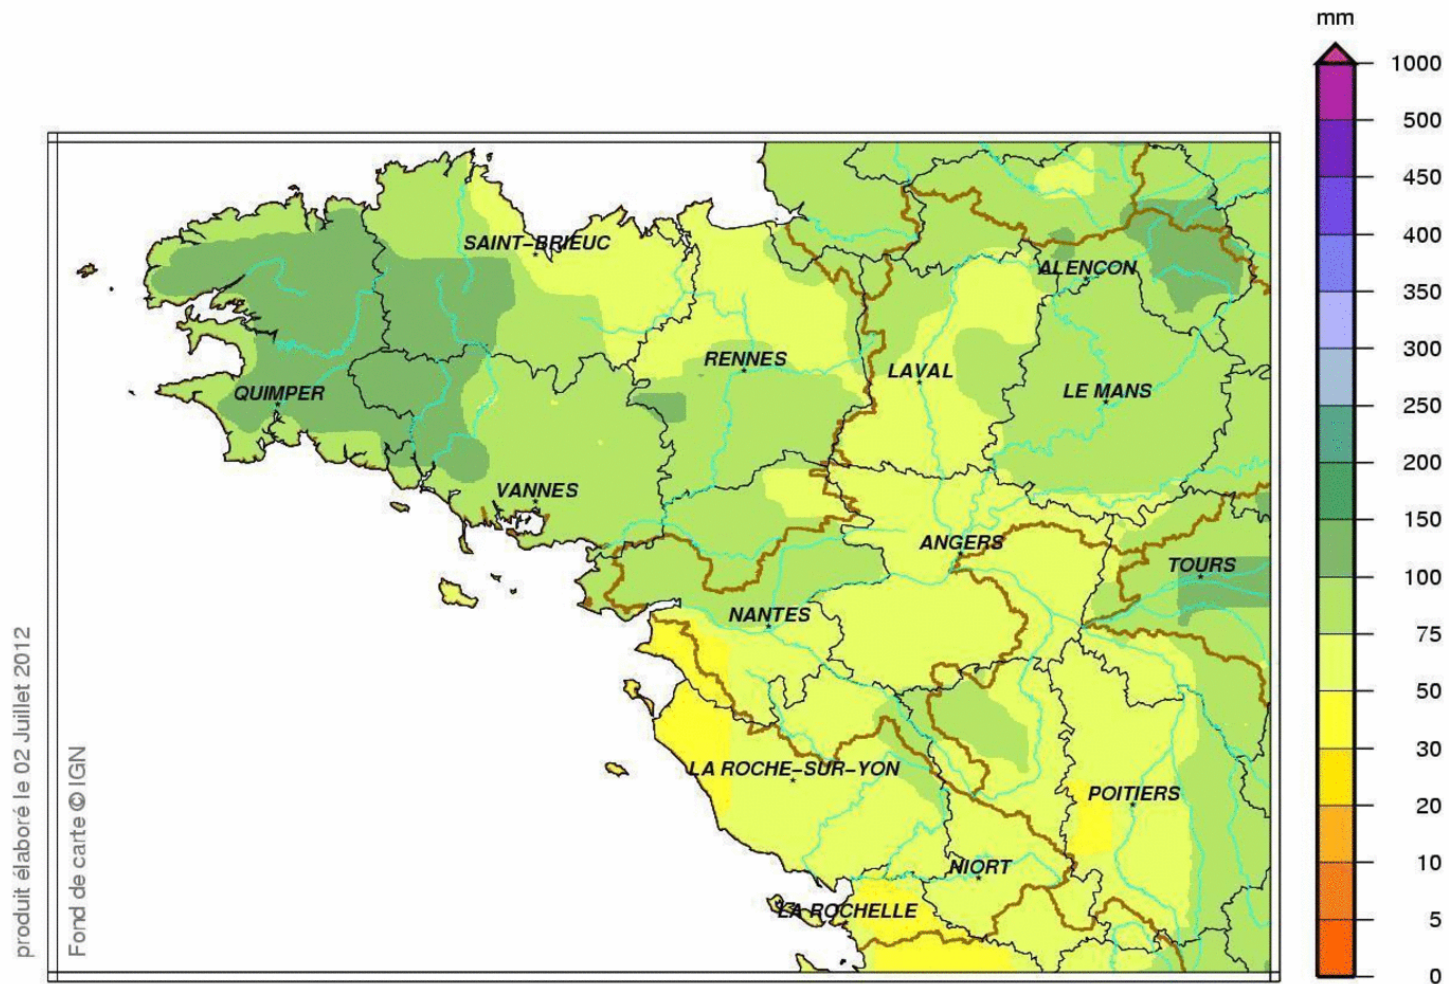 mm
1000
500
450
400
350
300
250
200
150
100
75
50
30
20
10
5
0
SAINT-BRIEUC
ALENCON
RENNES
LAVAL
QUIMPER
LE MANS
VANNES
ANGERS
TOURS
NANTES
LA ROCHE-SUR-YON
POITIERS
NIORT
LA ROCHELLE
produit élaboré le 02 Juillet 2012
Fond de carte © IGN